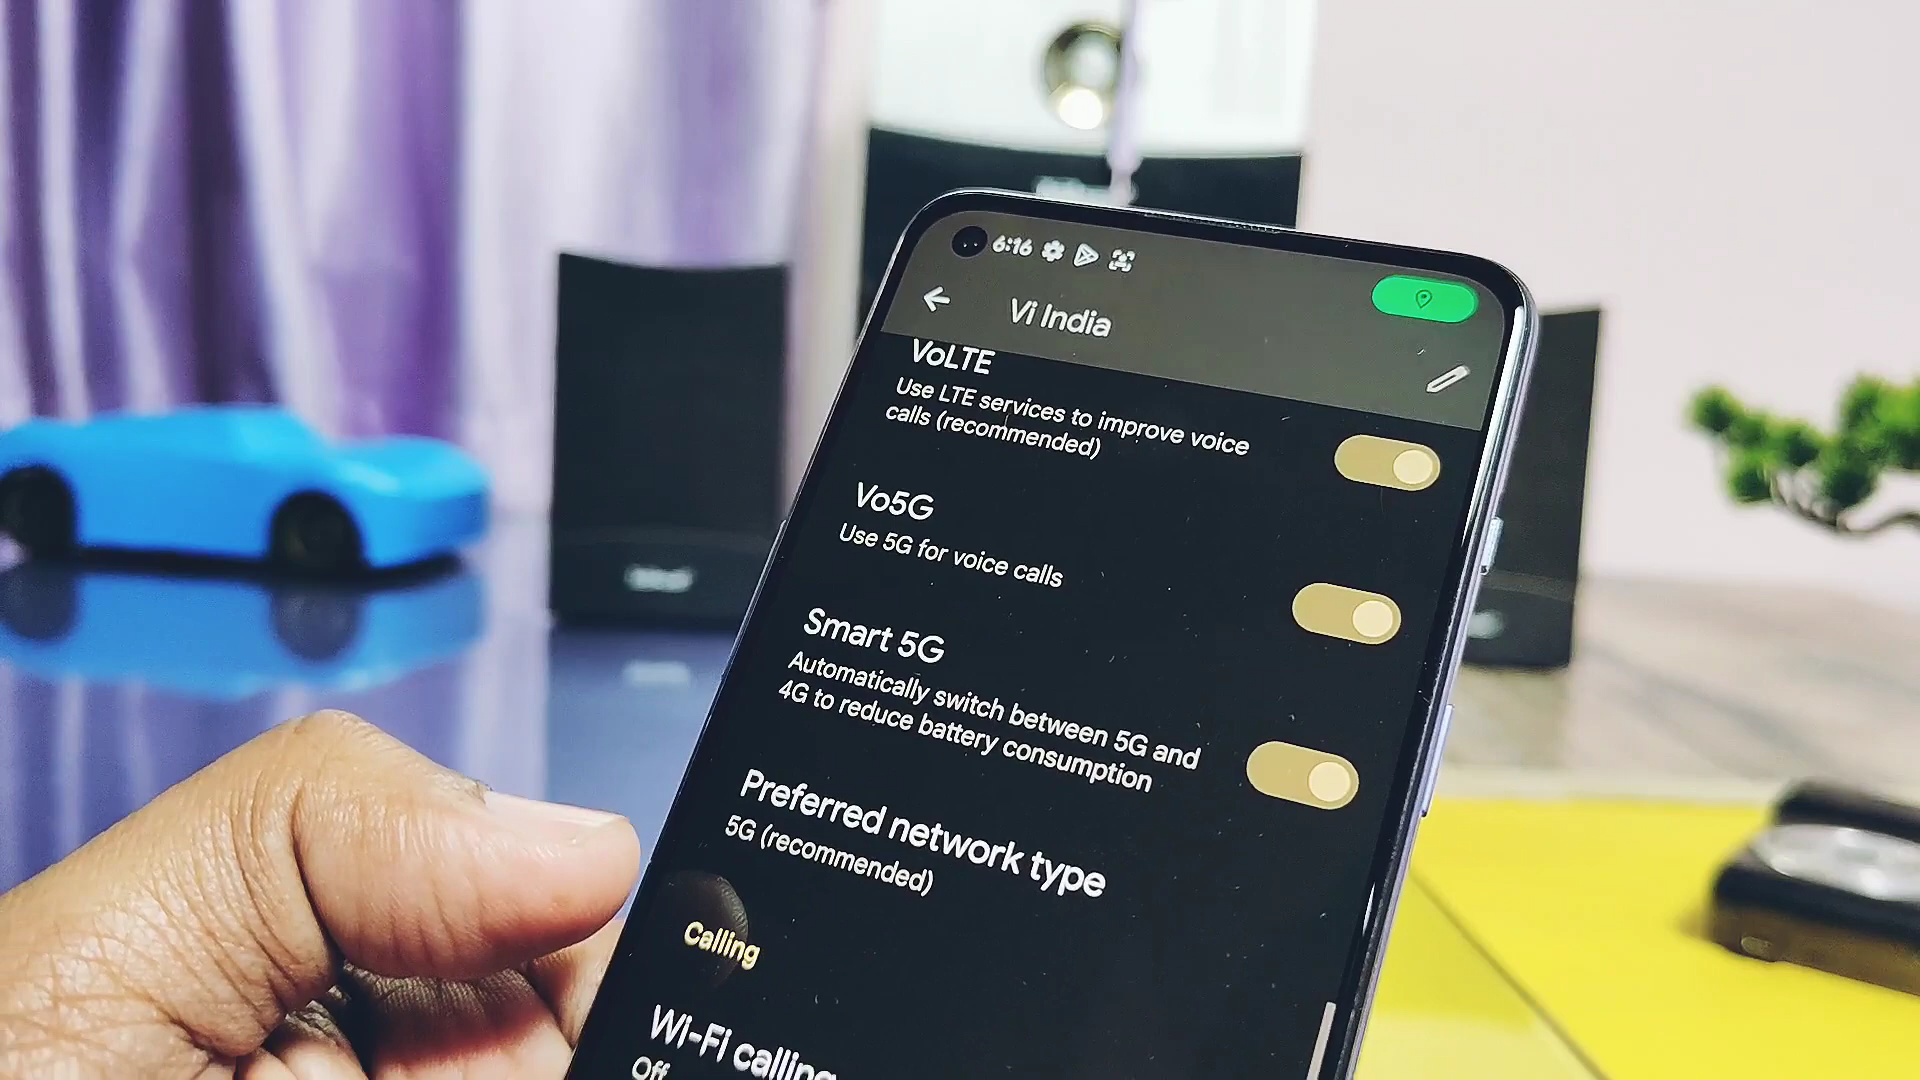 6:16
Vi India
VoLTE
Use LTE services to improve voice
calls (recommended)
Vo5G
Use 5G for voice calls
Smart 5G
Automatically switch between 5G and
4G to reduce battery consumption
Preferred network type
5G (recommended)
Calling
Wi-Fi calling
Off